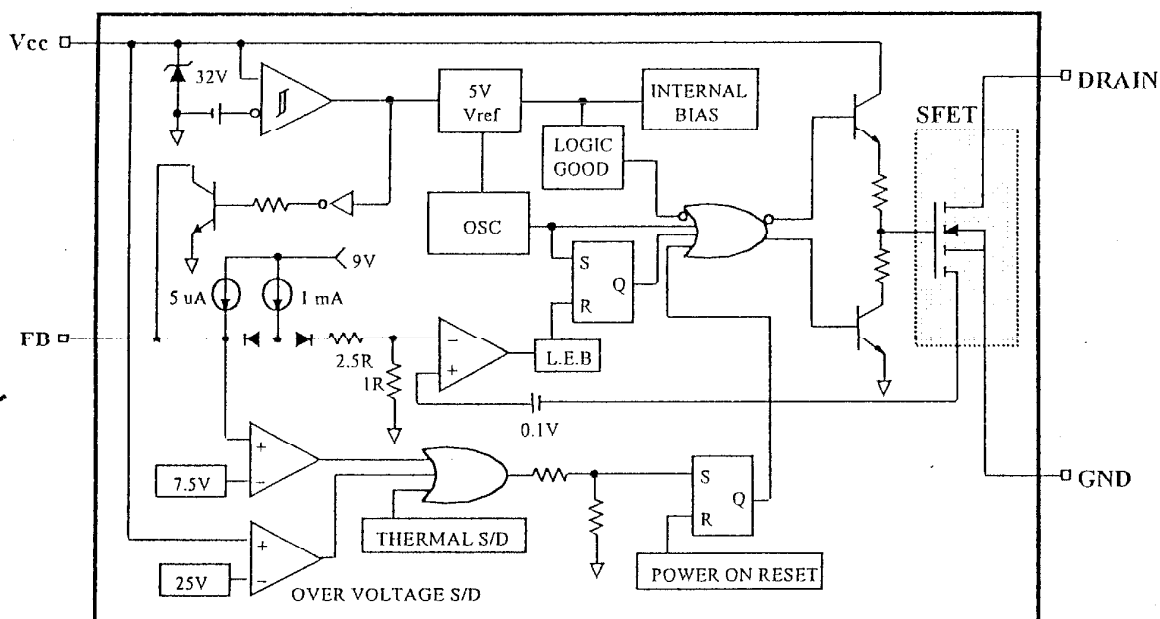 Vcc
DRAIN
32V
5V
Vref
INTERNAL
BIAS
SFET
LOGIC
GOOD
OSC
9V
S
Q
R
5 uA
1 mA
FB
2.5R
1R
−
+
L.E.B
0.1V
+
−
7.5V
S
Q
R
GND
THERMAL S/D
+
−
25V
POWER ON RESET
OVER VOLTAGE S/D